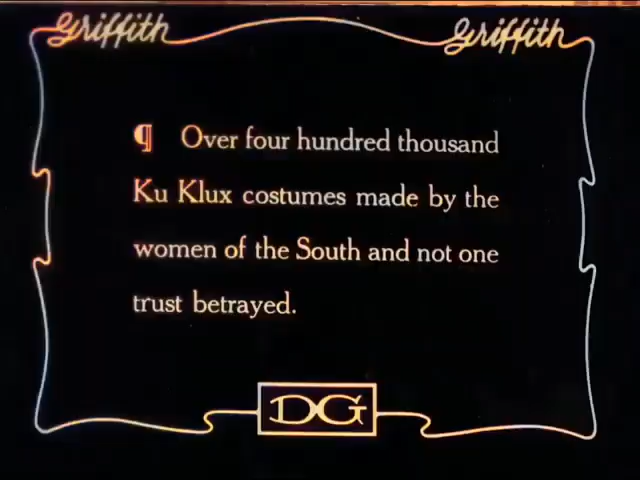 Griffith Griffith
¶ Over four hundred thousand
Ku Klux costumes made by the
women of the South and not one
trust betrayed.
DG